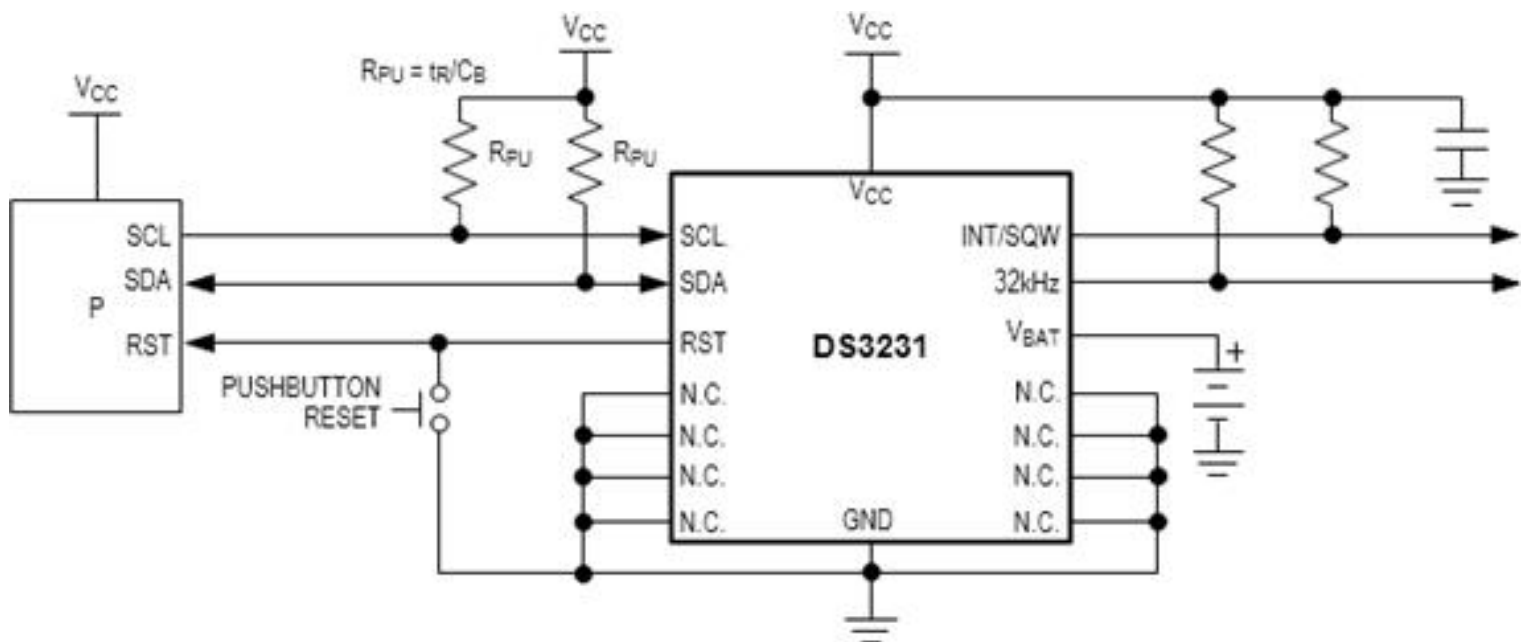 VCC
RPU = tR/CB
VCC
VCC
RPU
RPU
VCC
SCL
SDA
P
RST
PUSHBUTTON
RESET
SCL
SDA
RST
N.C.
N.C.
N.C.
N.C.
DS3231
GND
INT/SQW
32kHz
VBAT
+
N.C.
N.C.
N.C.
N.C.